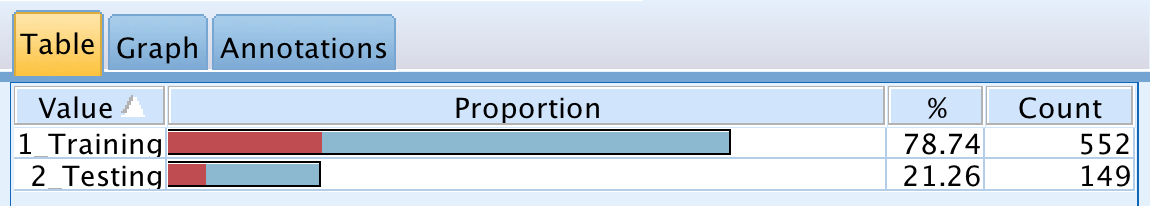 Table Graph Annotations
Value Proportion % Count
1_Training 78.74 552
2_Testing 21.26 149